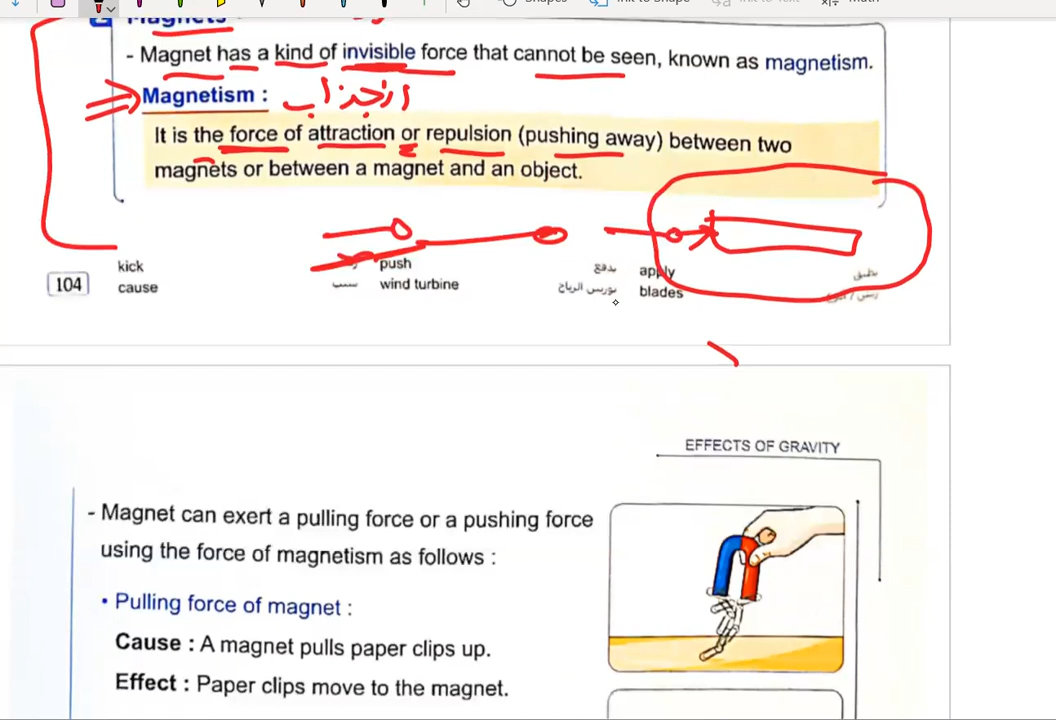 Magnets
- Magnet has a kind of invisible force that cannot be seen, known as magnetism.
Magnetism :
It is the force of attraction or repulsion (pushing away) between two
magnets or between a magnet and an object.
kick push يدفع apply يطبق
104 cause سبب wind turbine توربين الرياح blades
EFFECTS OF GRAVITY
- Magnet can exert a pulling force or a pushing force
using the force of magnetism as follows :
• Pulling force of magnet :
Cause : A magnet pulls paper clips up.
Effect : Paper clips move to the magnet.